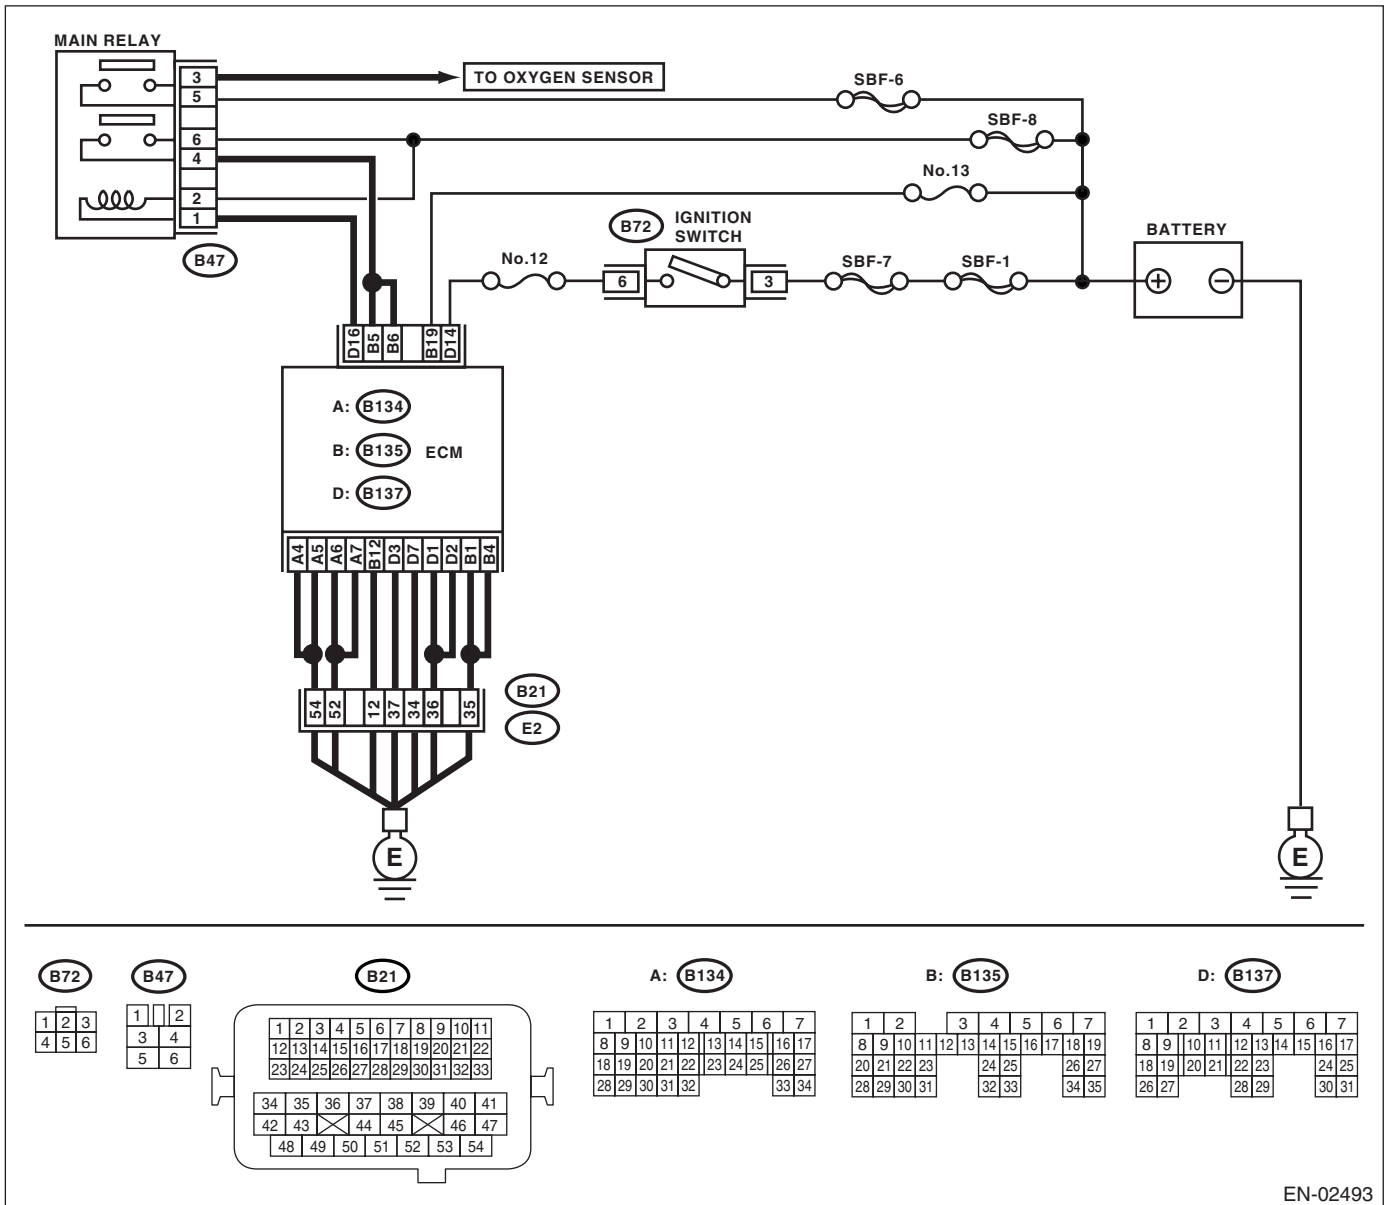 MAIN RELAY
3
TO OXYGEN SENSOR
5
SBF-6
6
SBF-8
4
No.13
2
1
B47
B72
IGNITION
SWITCH
BATTERY
No.12
6
3
SBF-7
SBF-1
+
−
D16
B5
B6
B19
D14
A: B134
B: B135
ECM
D: B137
A4
A5
A6
A7
B12
D3
D7
D1
D2
B1
B4
54
52
12
37
34
36
35
B21
E2
E
E
B72
1 2 3
4 5 6
B47
1 2
3 4
5 6
B21
1 2 3 4 5 6 7 8 9 10 11
12 13 14 15 16 17 18 19 20 21 22
23 24 25 26 27 28 29 30 31 32 33
34 35 36 37 38 39 40 41
42 43 44 45 46 47
48 49 50 51 52 53 54
A: B134
1 2 3 4 5 6 7
8 9 10 11 12 13 14 15 16 17
18 19 20 21 22 23 24 25 26 27
28 29 30 31 32 33 34
B: B135
1 2 3 4 5 6 7
8 9 10 11 12 13 14 15 16 17 18 19
20 21 22 23 24 25 26 27
28 29 30 31 32 33 34 35
D: B137
1 2 3 4 5 6 7
8 9 10 11 12 13 14 15 16 17
18 19 20 21 22 23 24 25
26 27 28 29 30 31
EN-02493